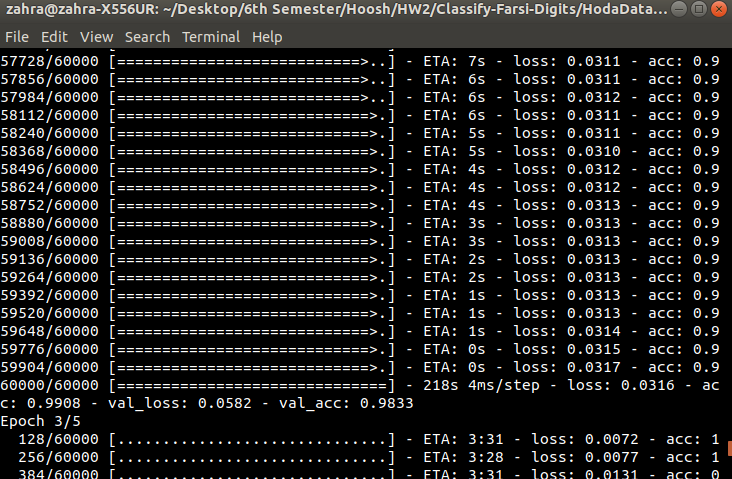 zahra@zahra-X556UR: ~/Desktop/6th Semester/Hoosh/HW2/Classify-Farsi-Digits/HodaData...
File Edit View Search Terminal Help
57728/60000 [============================>..] - ETA: 7s - loss: 0.0311 - acc: 0.9
57856/60000 [============================>..] - ETA: 6s - loss: 0.0311 - acc: 0.9
57984/60000 [============================>..] - ETA: 6s - loss: 0.0312 - acc: 0.9
58112/60000 [=============================>.] - ETA: 6s - loss: 0.0311 - acc: 0.9
58240/60000 [=============================>.] - ETA: 5s - loss: 0.0311 - acc: 0.9
58368/60000 [=============================>.] - ETA: 5s - loss: 0.0310 - acc: 0.9
58496/60000 [=============================>.] - ETA: 4s - loss: 0.0312 - acc: 0.9
58624/60000 [=============================>.] - ETA: 4s - loss: 0.0312 - acc: 0.9
58752/60000 [=============================>.] - ETA: 4s - loss: 0.0313 - acc: 0.9
58880/60000 [=============================>.] - ETA: 3s - loss: 0.0313 - acc: 0.9
59008/60000 [=============================>.] - ETA: 3s - loss: 0.0313 - acc: 0.9
59136/60000 [=============================>.] - ETA: 2s - loss: 0.0313 - acc: 0.9
59264/60000 [=============================>.] - ETA: 2s - loss: 0.0313 - acc: 0.9
59392/60000 [=============================>.] - ETA: 1s - loss: 0.0313 - acc: 0.9
59520/60000 [=============================>.] - ETA: 1s - loss: 0.0313 - acc: 0.9
59648/60000 [=============================>.] - ETA: 1s - loss: 0.0314 - acc: 0.9
59776/60000 [=============================>.] - ETA: 0s - loss: 0.0315 - acc: 0.9
59904/60000 [=============================>.] - ETA: 0s - loss: 0.0317 - acc: 0.9
60000/60000 [==============================] - 218s 4ms/step - loss: 0.0316 - ac
c: 0.9908 - val_loss: 0.0582 - val_acc: 0.9833
Epoch 3/5
128/60000 [..............................] - ETA: 3:31 - loss: 0.0072 - acc: 1
256/60000 [..............................] - ETA: 3:28 - loss: 0.0077 - acc: 1
384/60000 [..............................] - ETA: 3:31 - loss: 0.0131 - acc: 0